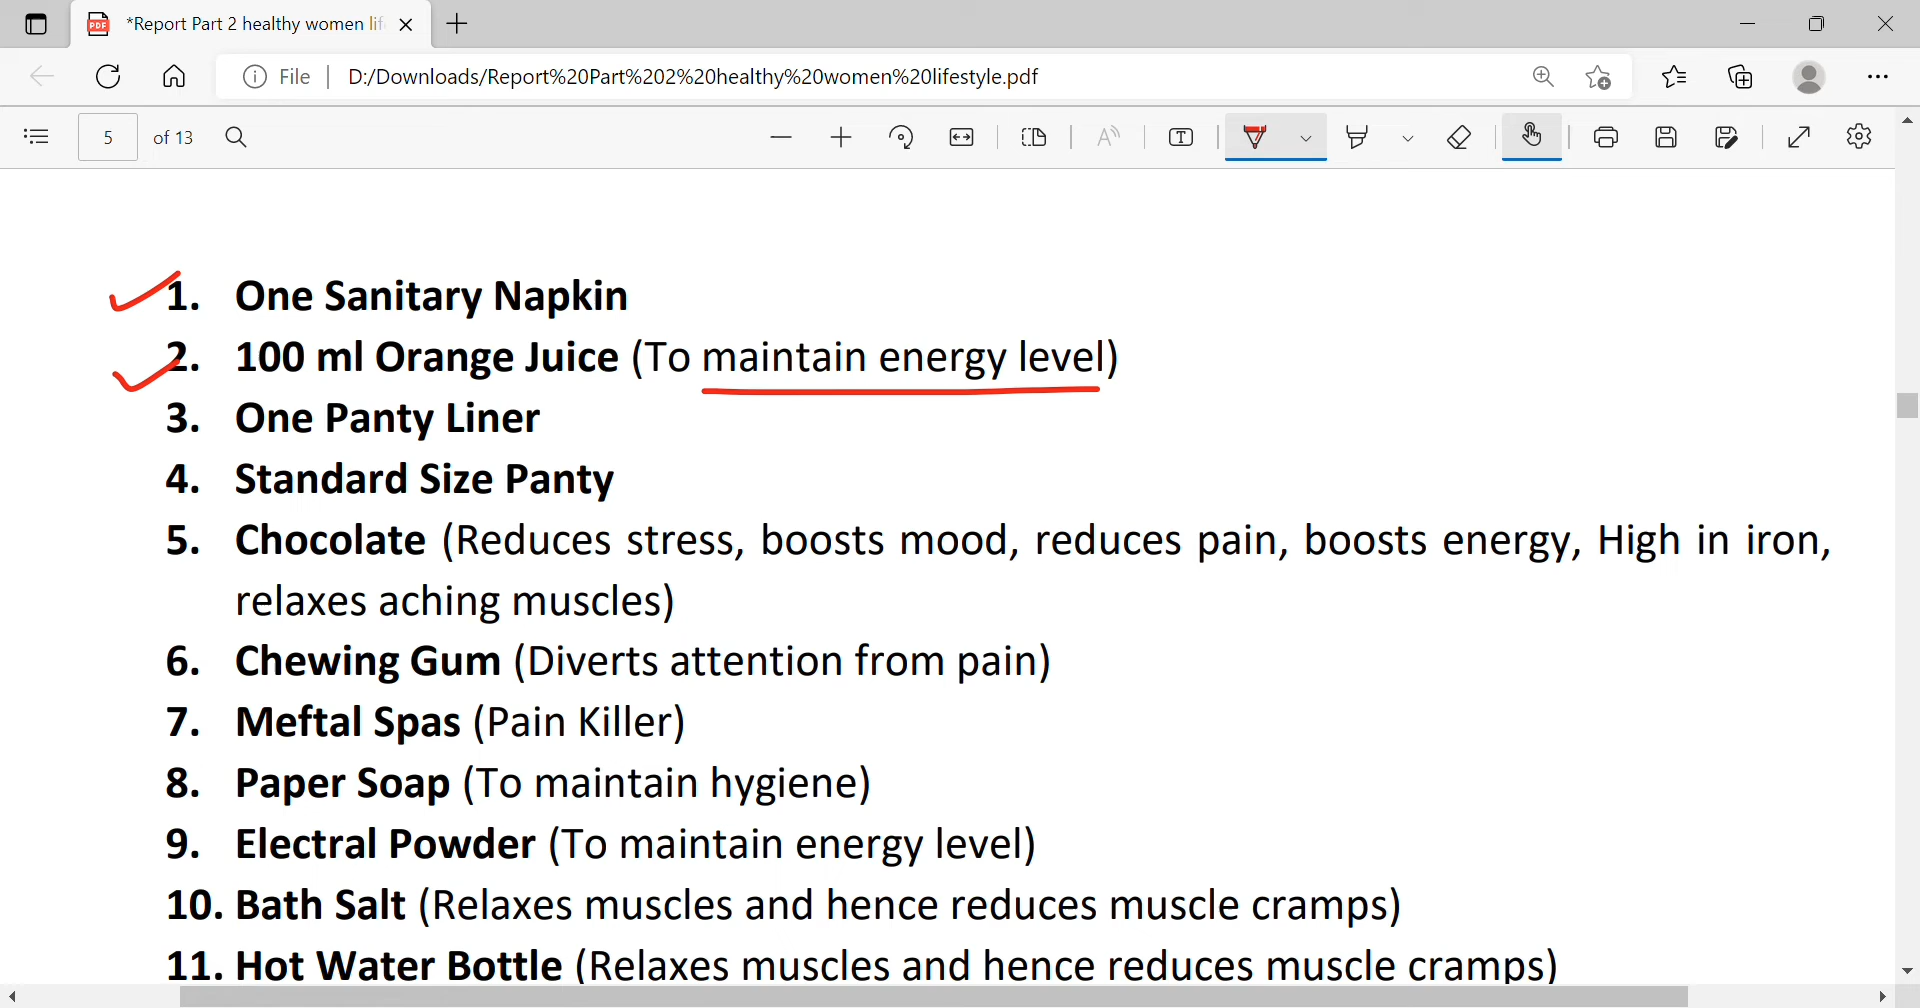 *Report Part 2 healthy women lif
File D:/Downloads/Report%20Part%202%20healthy%20women%20lifestyle.pdf
5 of 13
1. One Sanitary Napkin
2. 100 ml Orange Juice (To maintain energy level)
3. One Panty Liner
4. Standard Size Panty
5. Chocolate (Reduces stress, boosts mood, reduces pain, boosts energy, High in iron,
relaxes aching muscles)
6. Chewing Gum (Diverts attention from pain)
7. Meftal Spas (Pain Killer)
8. Paper Soap (To maintain hygiene)
9. Electral Powder (To maintain energy level)
10. Bath Salt (Relaxes muscles and hence reduces muscle cramps)
11. Hot Water Bottle (Relaxes muscles and hence reduces muscle cramps)